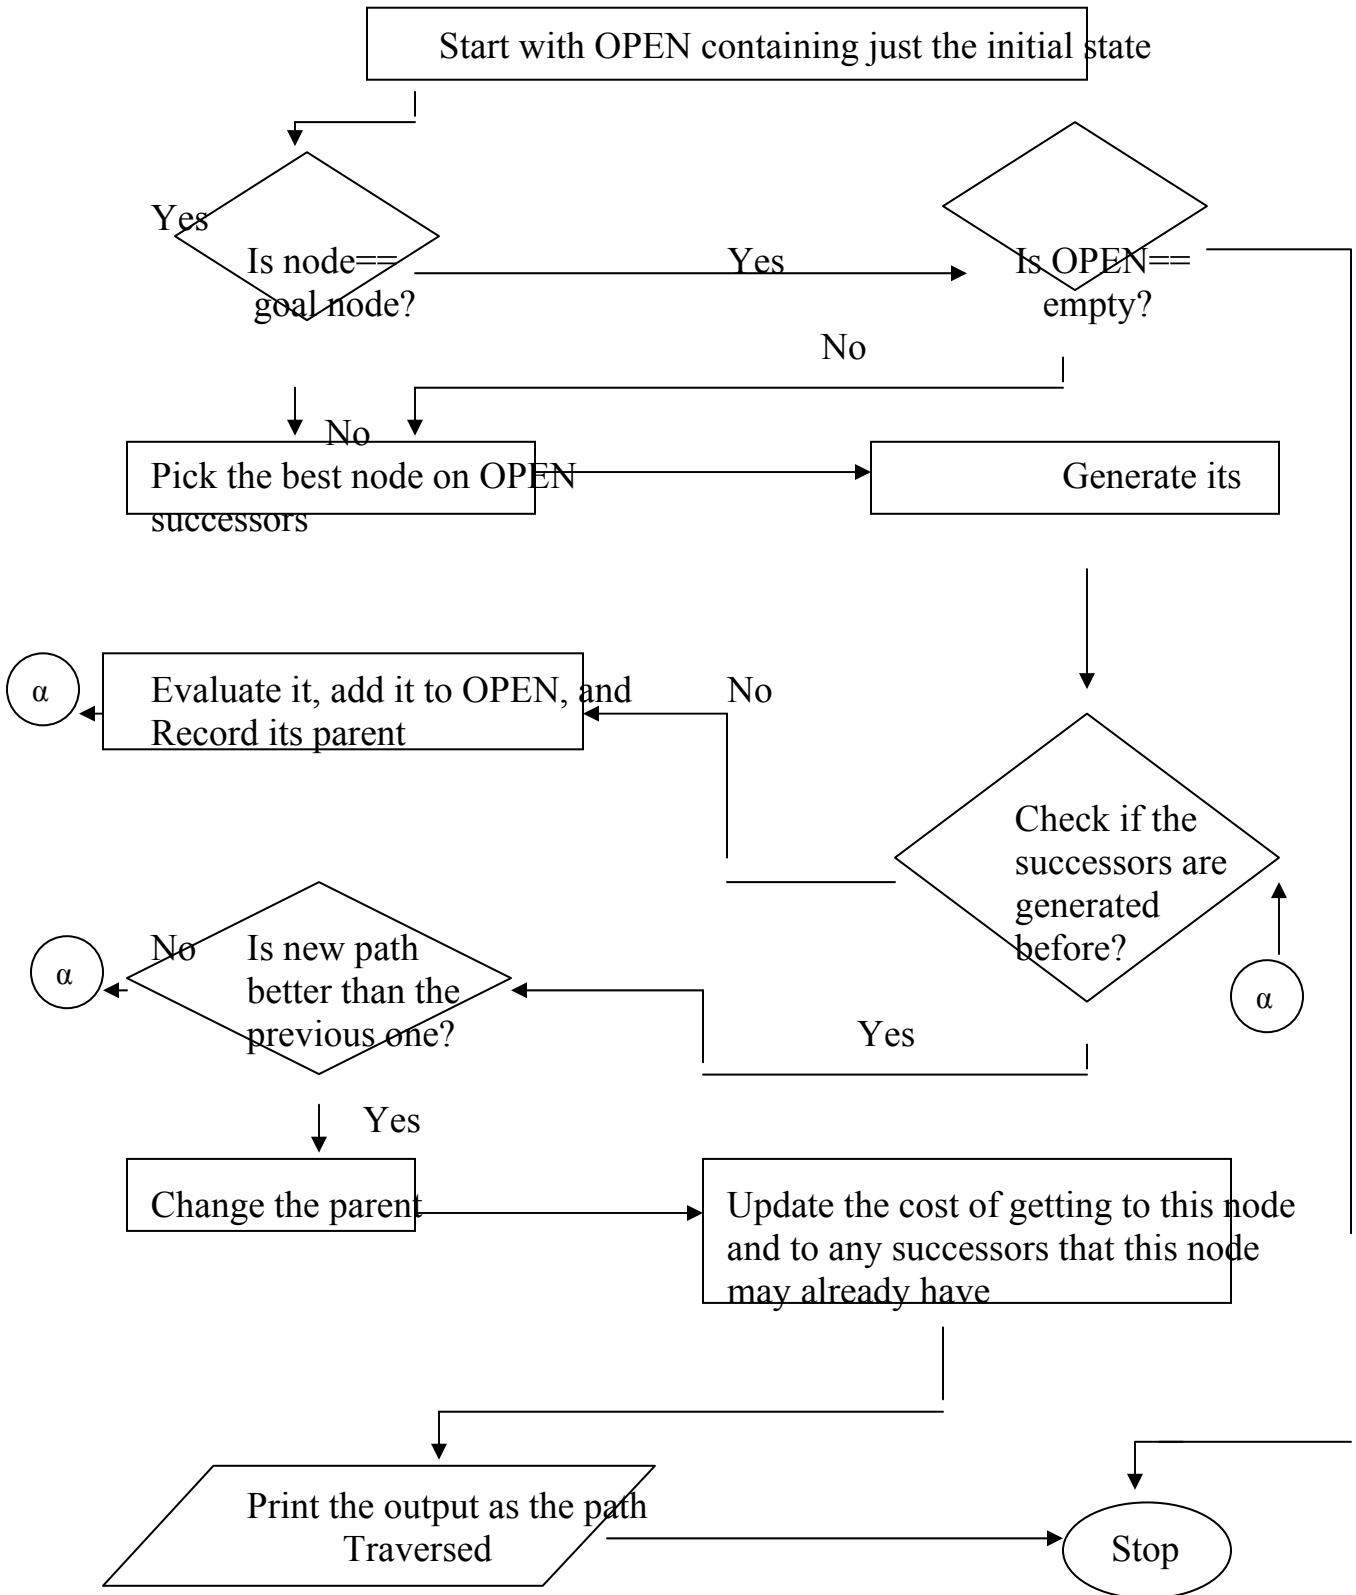 Start with OPEN containing just the initial state
Yes
Is node==
goal node?
Yes
Is OPEN==
empty?
No
No
Pick the best node on OPEN
successors
Generate its
α
Evaluate it, add it to OPEN, and
Record its parent
No
Check if the
successors are
generated
before?
α
No
Is new path
better than the
previous one?
α
Yes
Yes
Change the parent
Update the cost of getting to this node
and to any successors that this node
may already have
Print the output as the path
Traversed
Stop